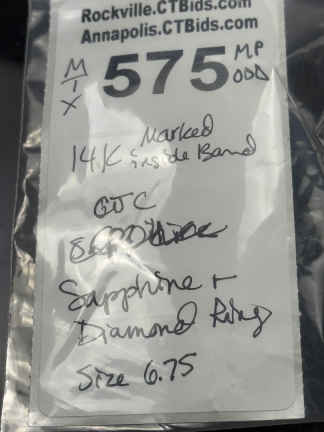 Rockville.CTBids.com
Annapolis.CTBids.com
M
I
X
575
MP
000
Marked
14K inside Band
GJC
Sapphire +
Diamond Ring
Size 6.75